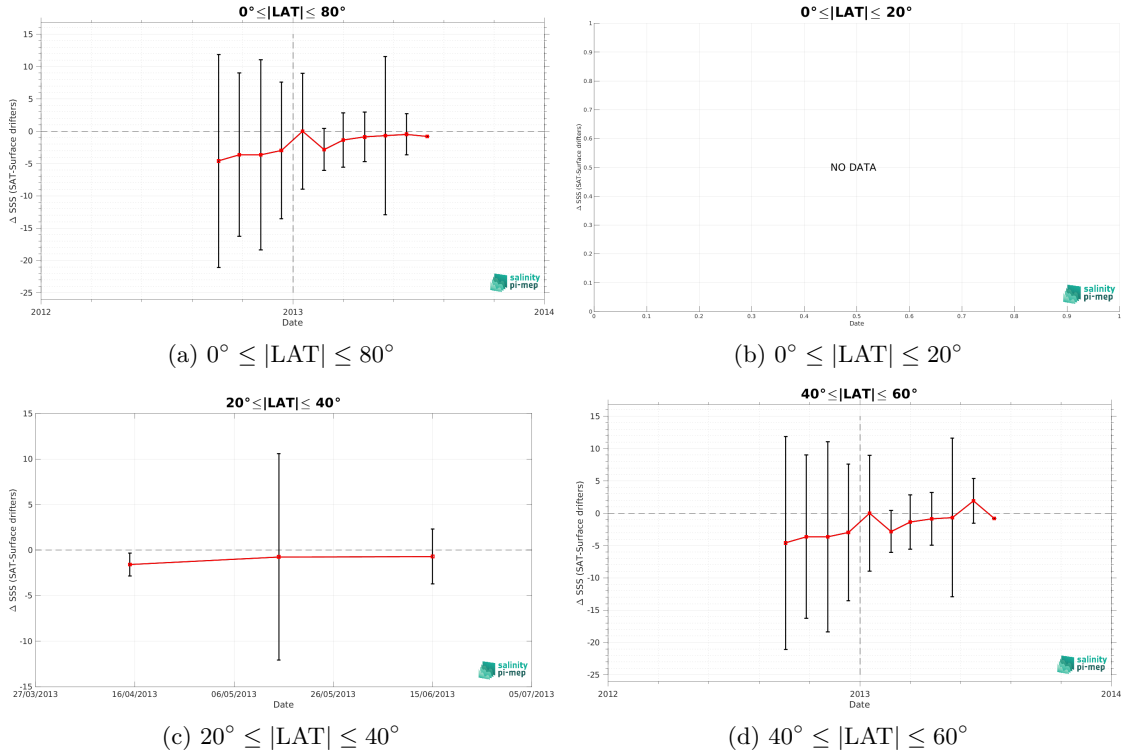 0°≤|LAT|≤ 80°
Δ SSS (SAT-Surface drifters)
15
10
5
0
-5
-10
-15
-20
-25
2012
2013
2014
Date
salinity
pi-mep
(a) 0° ≤ |LAT| ≤ 80°
0°≤|LAT|≤ 20°
Δ SSS (SAT-Surface drifters)
1
0.9
0.8
0.7
0.6
0.5
0.4
0.3
0.2
0.1
0
NO DATA
0
0.1
0.2
0.3
0.4
0.5
0.6
0.7
0.8
0.9
1
Date
salinity
pi-mep
(b) 0° ≤ |LAT| ≤ 20°
20°≤|LAT|≤ 40°
Δ SSS (SAT-Surface drifters)
15
10
5
0
-5
-10
-15
27/03/2013
16/04/2013
06/05/2013
26/05/2013
15/06/2013
05/07/2013
Date
salinity
pi-mep
(c) 20° ≤ |LAT| ≤ 40°
40°≤|LAT|≤ 60°
Δ SSS (SAT-Surface drifters)
15
10
5
0
-5
-10
-15
-20
-25
2012
2013
2014
Date
salinity
pi-mep
(d) 40° ≤ |LAT| ≤ 60°